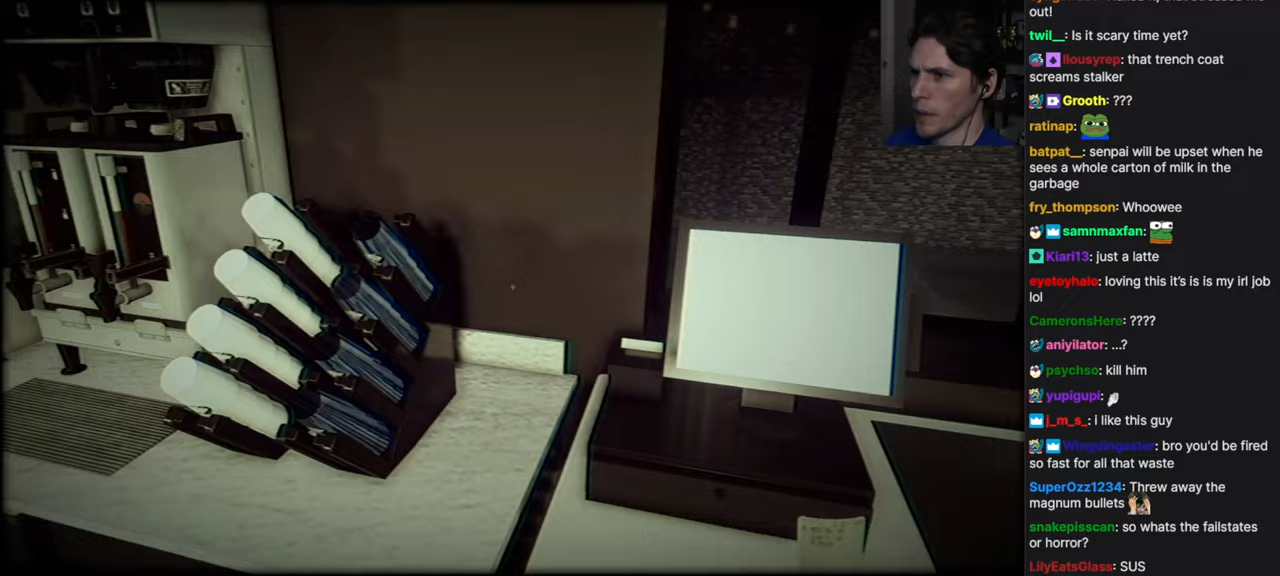 out!
twil__: Is it scary time yet?
llousyrep: that trench coat
screams stalker
Grooth: ???
ratinap:
batpat__: senpai will be upset when he
sees a whole carton of milk in the
garbage
fry_thompson: Whoowee
samnmaxfan:
Kiari13: just a latte
eyetoyhalo: loving this it's is is my irl job
lol
CameronsHere: ????
aniyilator: ...?
psychso: kill him
yupigupi:
j_m_s_: i like this guy
Wingdingaster: bro you'd be fired
so fast for all that waste
SuperOzz1234: Threw away the
magnum bullets
snakepisscan: so whats the failstates
or horror?
LilyEatsGlass: SUS